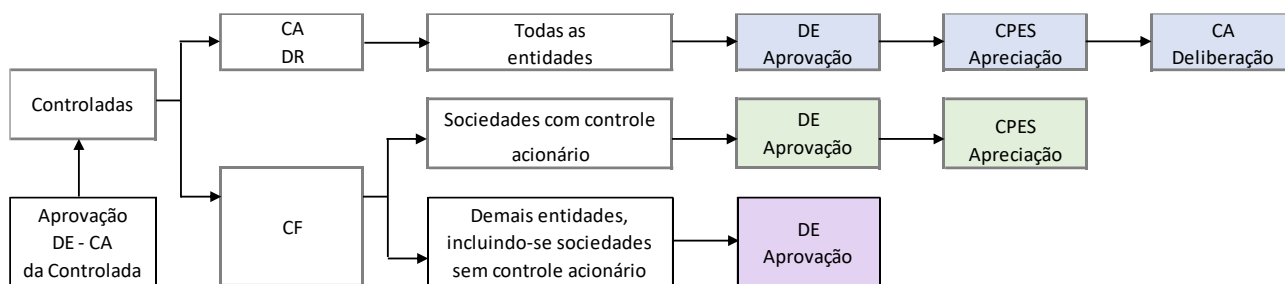 CA
DR
Todas as
entidades
DE
Aprovação
CPES
Apreciação
CA
Deliberação
Controladas
Sociedades com controle
acionário
DE
Aprovação
CPES
Apreciação
Aprovação
DE - CA
da Controlada
CF
Demais entidades,
incluindo-se sociedades
sem controle acionário
DE
Aprovação